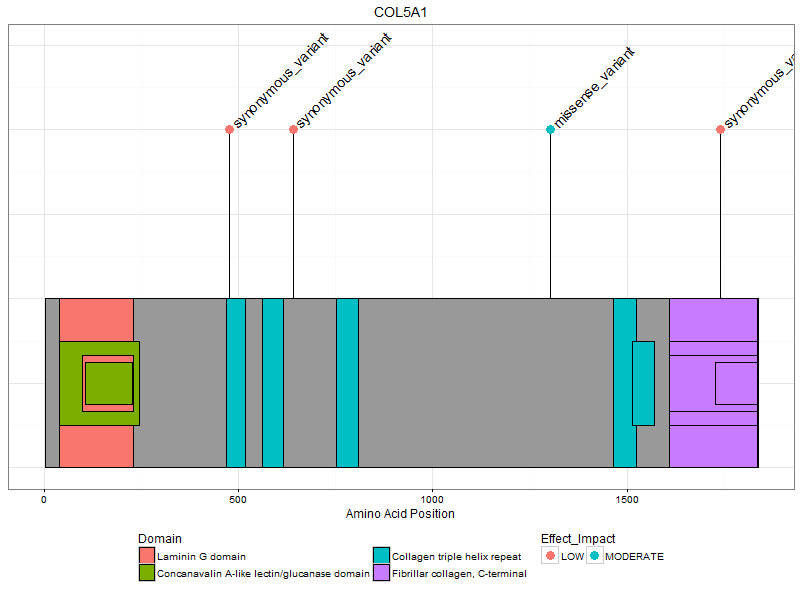 COL5A1
synonymous_variant
synonymous_variant
missense_variant
synonymous_v
0 500 1000 1500
Amino Acid Position
Domain
Laminin G domain
Concanavalin A-like lectin/glucanase domain
Collagen triple helix repeat
Fibrillar collagen, C-terminal
Effect_Impact
LOW MODERATE